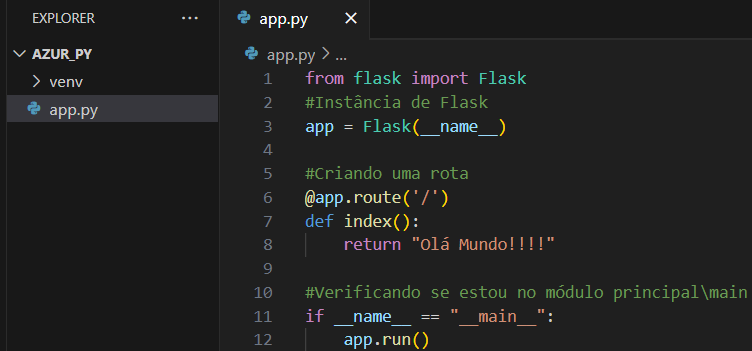 EXPLORER ...
AZUR_PY
venv
app.py
app.py ×
app.py > ...
1 from flask import Flask
2 #Instância de Flask
3 app = Flask(__name__)
4
5 #Criando uma rota
6 @app.route('/')
7 def index():
8     return "Olá Mundo!!!!"
9
10 #Verificando se estou no módulo principal\main
11 if __name__ == "__main__":
12     app.run()